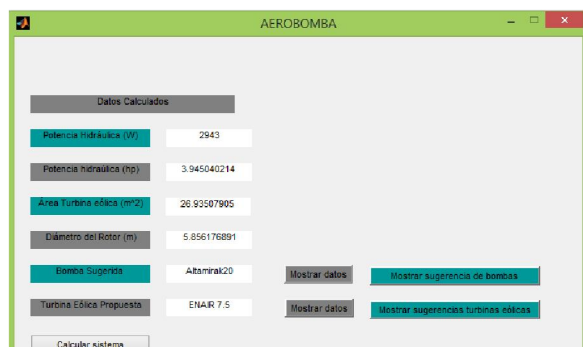 AEROBOMBA
Datos Calculados
Potencia Hidráulica (W) 2943
Potencia hidraúlica (hp) 3.945040214
Área Turbina eólica (m^2) 26.93507905
Diámetro del Rotor (m) 5.856176891
Bomba Sugerida Altamirak20 Mostrar datos Mostrar sugerencia de bombas
Turbina Eólica Propuesta ENAIR 7.5 Mostrar datos Mostrar sugerencias turbinas eólicas
Calcular sistema